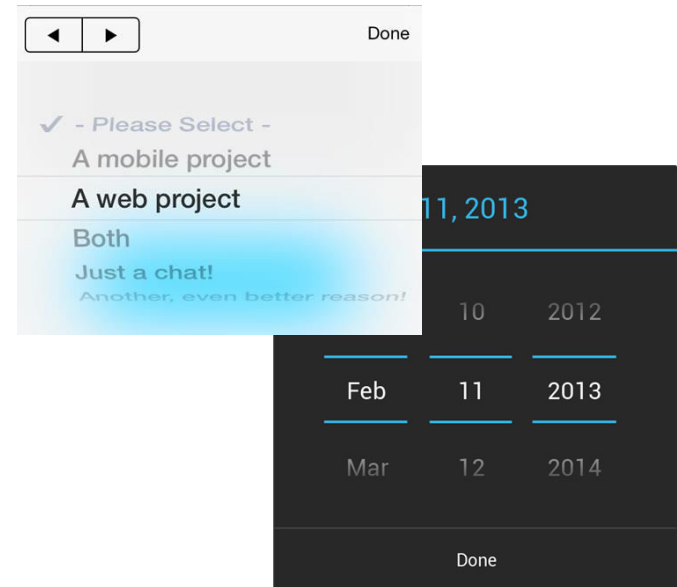 Done
- Please Select -
A mobile project
A web project
Both
Just a chat!
Another, even better reason!
11, 2013
10 2012
Feb 11 2013
Mar 12 2014
Done